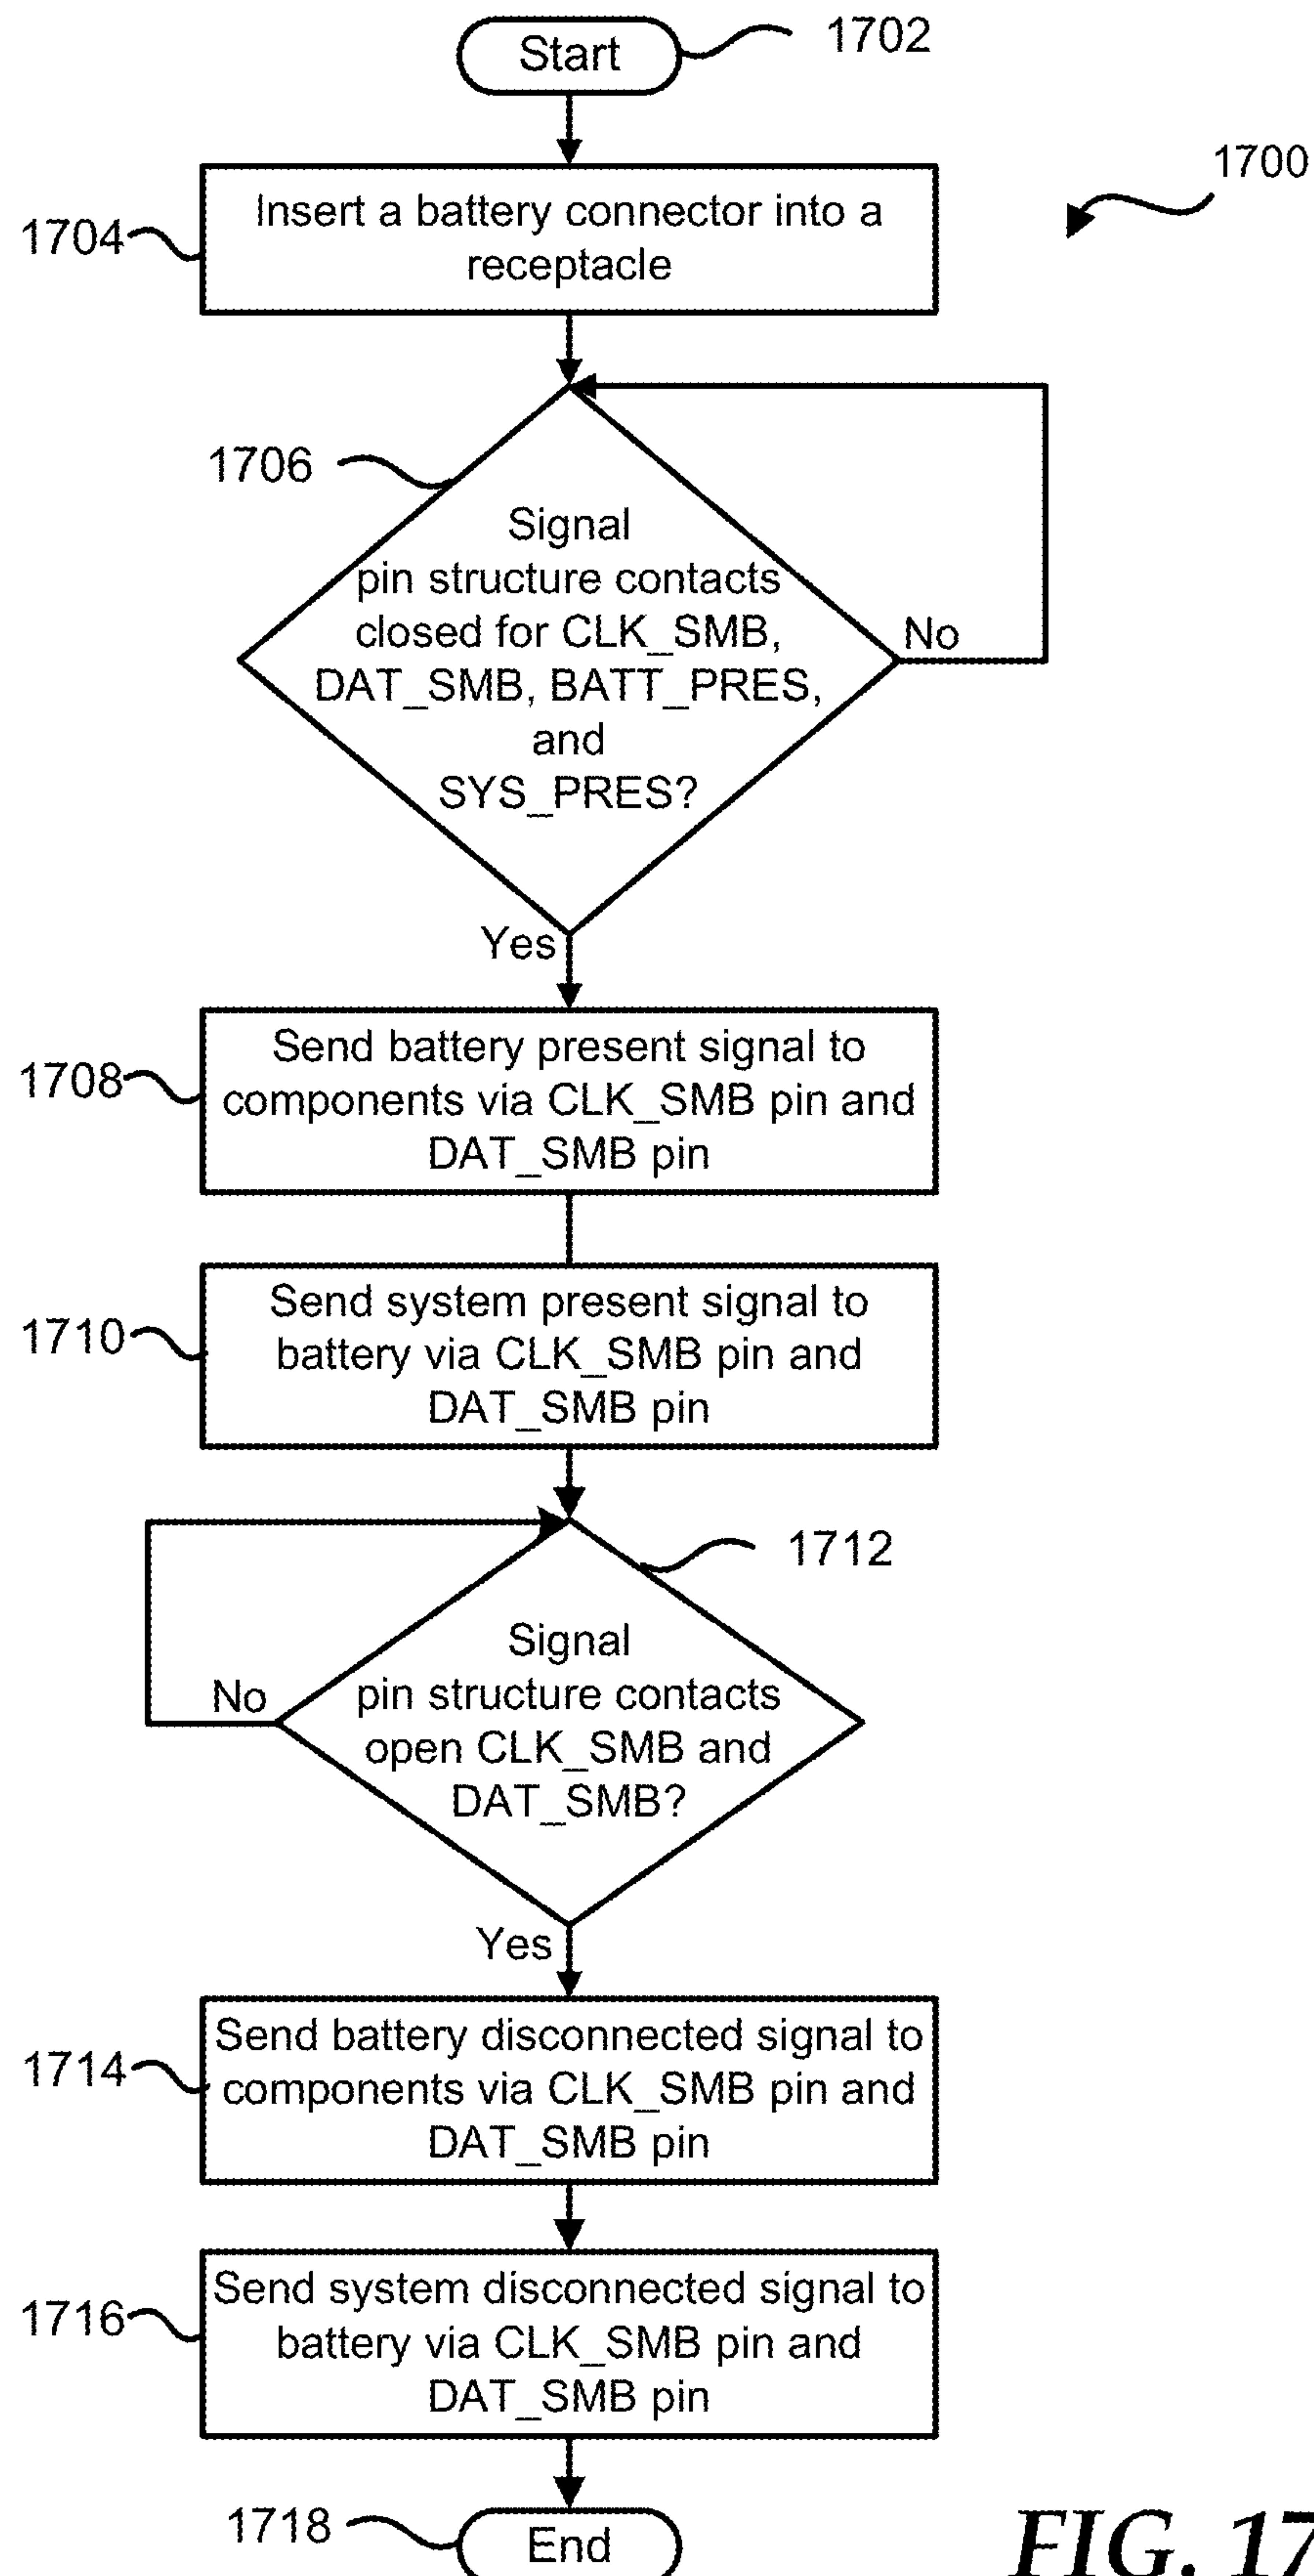 Start
1702
1700
Insert a battery connector into a
receptacle
1704
1706
Signal
pin structure contacts
closed for CLK_SMB,
DAT_SMB, BATT_PRES,
and
SYS_PRES?
No
Yes
1708
Send battery present signal to
components via CLK_SMB pin and
DAT_SMB pin
1710
Send system present signal to
battery via CLK_SMB pin and
DAT_SMB pin
1712
Signal
pin structure contacts
open CLK_SMB and
DAT_SMB?
No
Yes
1714
Send battery disconnected signal to
components via CLK_SMB pin and
DAT_SMB pin
1716
Send system disconnected signal to
battery via CLK_SMB pin and
DAT_SMB pin
1718
End
FIG. 17